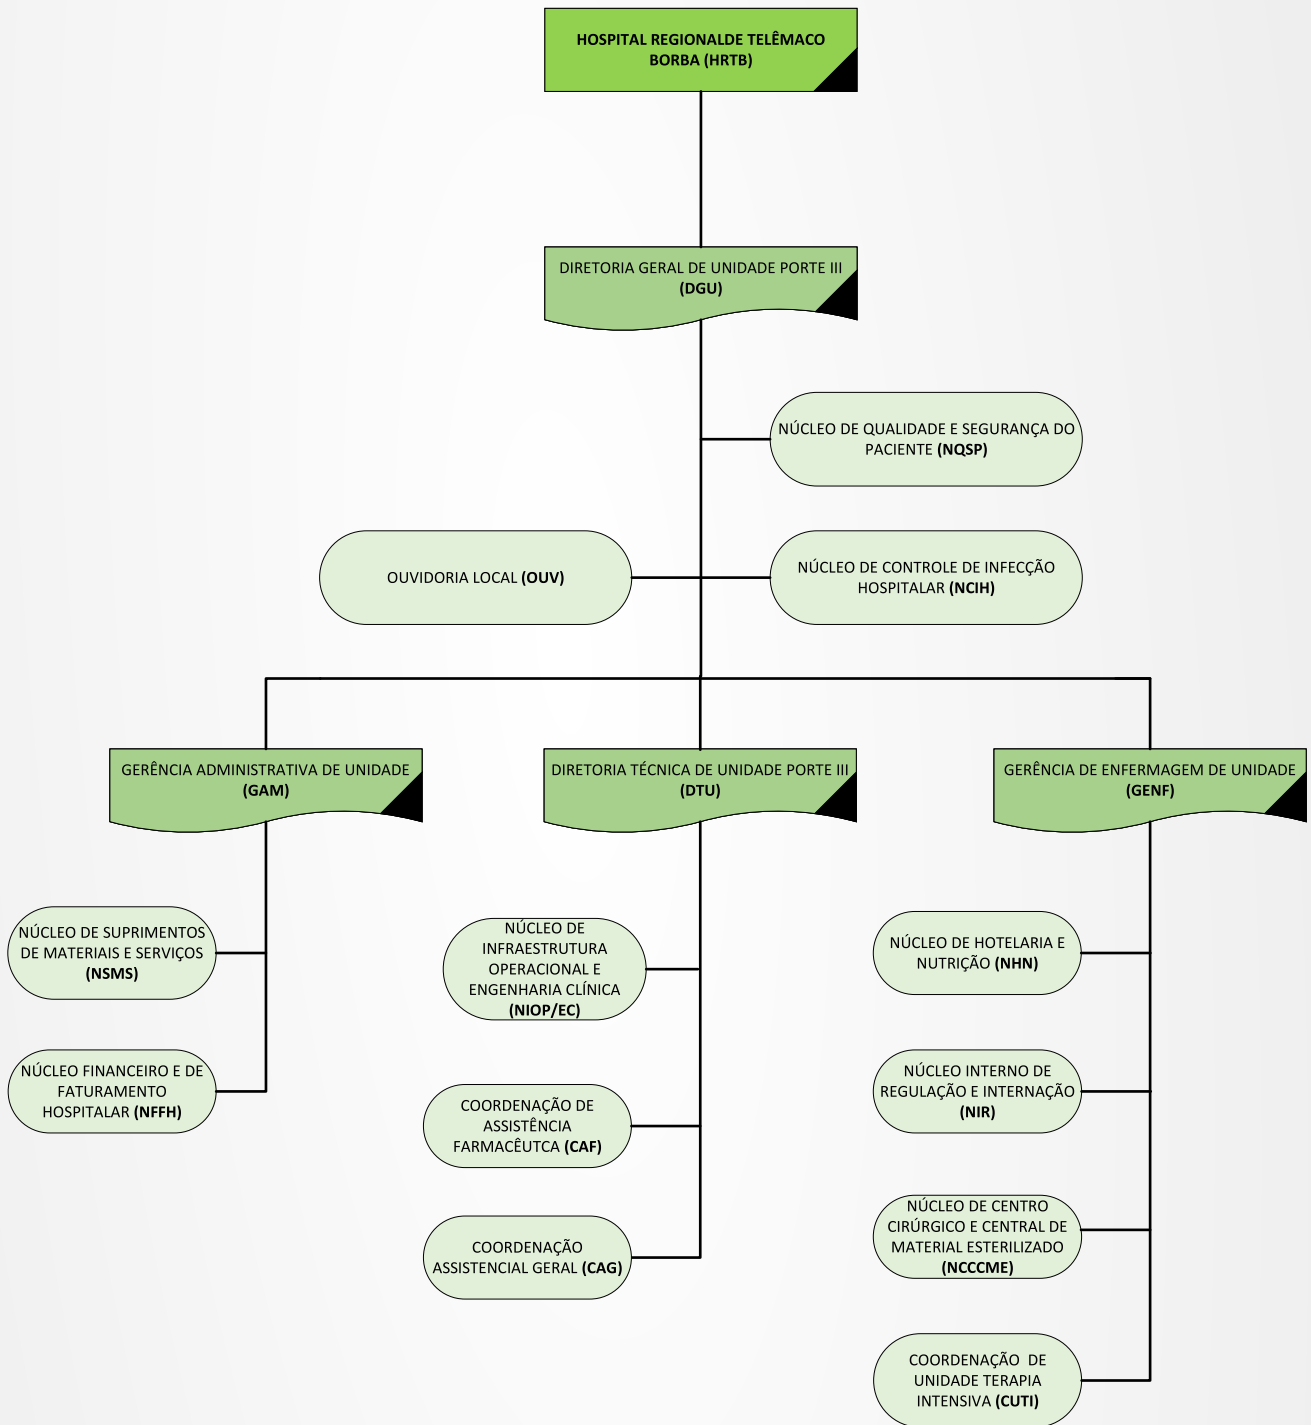 HOSPITAL REGIONALDE TELÊMACO
BORBA (HRTB)
DIRETORIA GERAL DE UNIDADE PORTE III
(DGU)
NÚCLEO DE QUALIDADE E SEGURANÇA DO
PACIENTE (NQSP)
OUVIDORIA LOCAL (OUV)
NÚCLEO DE CONTROLE DE INFECÇÃO
HOSPITALAR (NCIH)
GERÊNCIA ADMINISTRATIVA DE UNIDADE
(GAM)
DIRETORIA TÉCNICA DE UNIDADE PORTE III
(DTU)
GERÊNCIA DE ENFERMAGEM DE UNIDADE
(GENF)
NÚCLEO DE SUPRIMENTOS
DE MATERIAIS E SERVIÇOS
(NSMS)
NÚCLEO FINANCEIRO E DE
FATURAMENTO
HOSPITALAR (NFFH)
NÚCLEO DE
INFRAESTRUTURA
OPERACIONAL E
ENGENHARIA CLÍNICA
(NIOP/EC)
COORDENAÇÃO DE
ASSISTÊNCIA
FARMACÊUTCA (CAF)
COORDENAÇÃO
ASSISTENCIAL GERAL (CAG)
NÚCLEO DE HOTELARIA E
NUTRIÇÃO (NHN)
NÚCLEO INTERNO DE
REGULAÇÃO E INTERNAÇÃO
(NIR)
NÚCLEO DE CENTRO
CIRÚRGICO E CENTRAL DE
MATERIAL ESTERILIZADO
(NCCCME)
COORDENAÇÃO  DE
UNIDADE TERAPIA
INTENSIVA (CUTI)